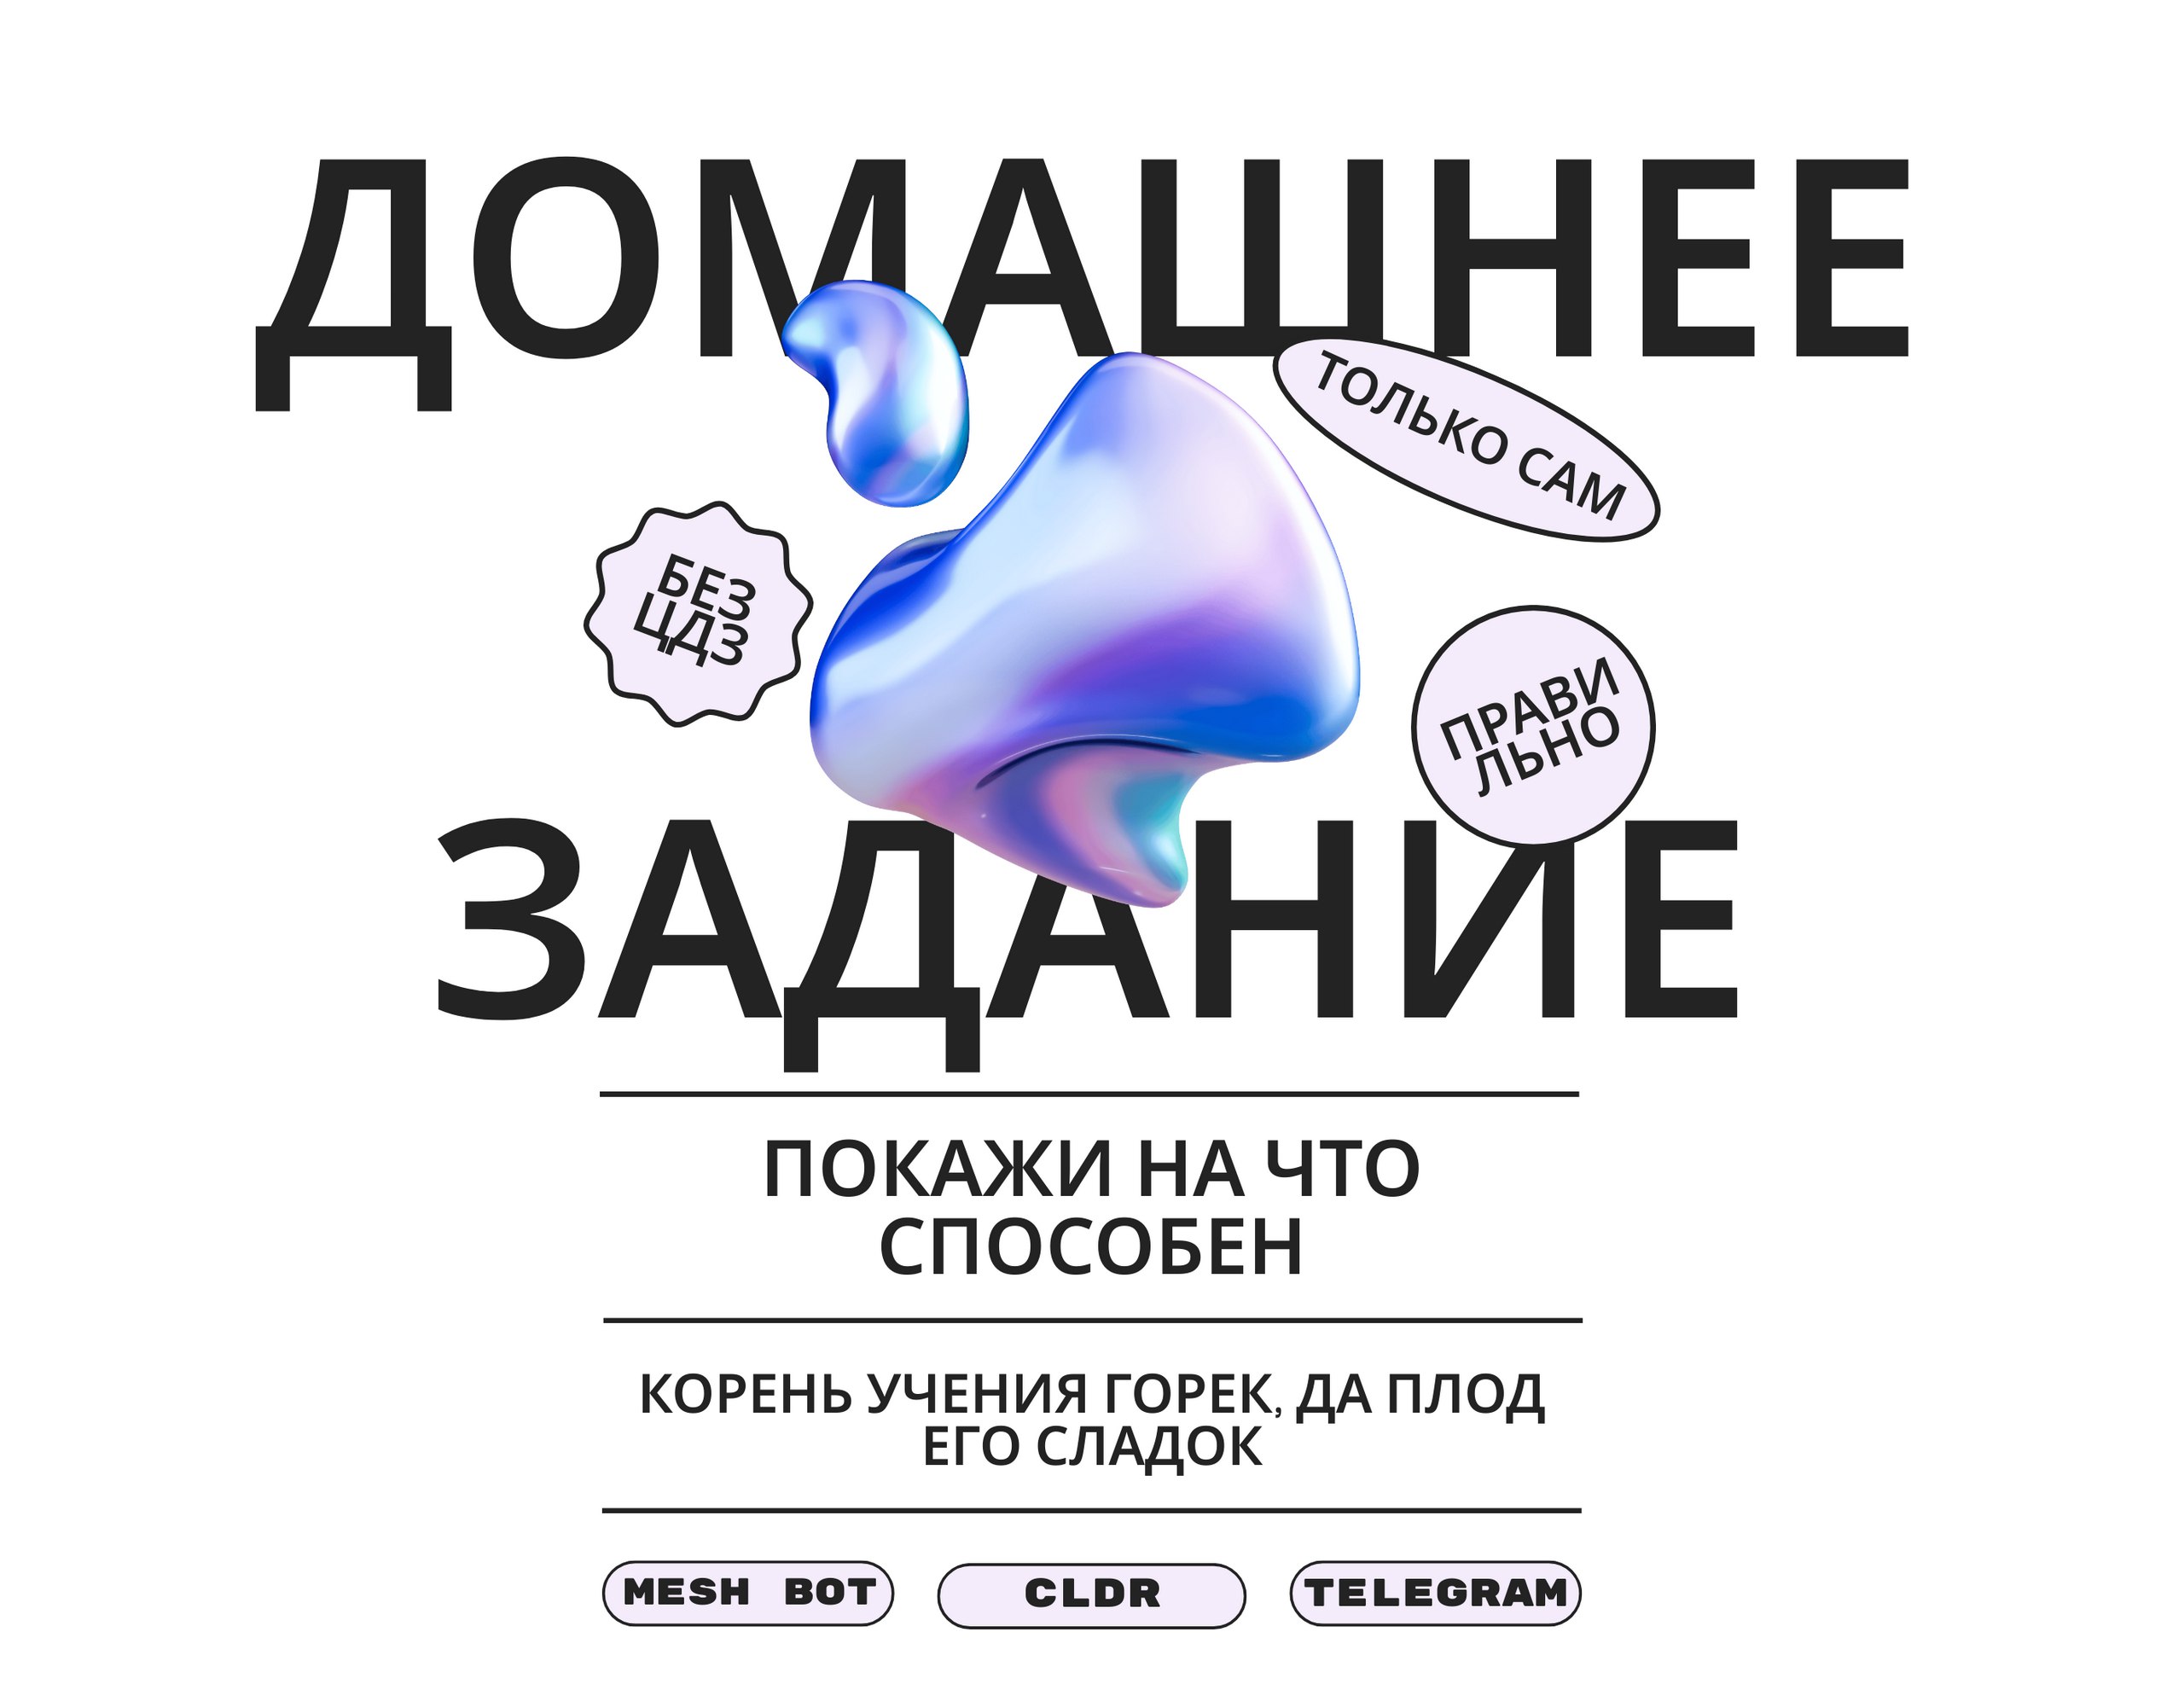 ДОМАШНЕЕ
ТОЛЬКО САМ
БЕЗ
ЦДЗ
ПРАВИ
ЛЬНО
ЗАДАНИЕ
ПОКАЖИ НА ЧТО
СПОСОБЕН
КОРЕНЬ УЧЕНИЯ ГОРЕК, ДА ПЛОД
ЕГО СЛАДОК
MESH BOT
CLDR
TELEGRAM